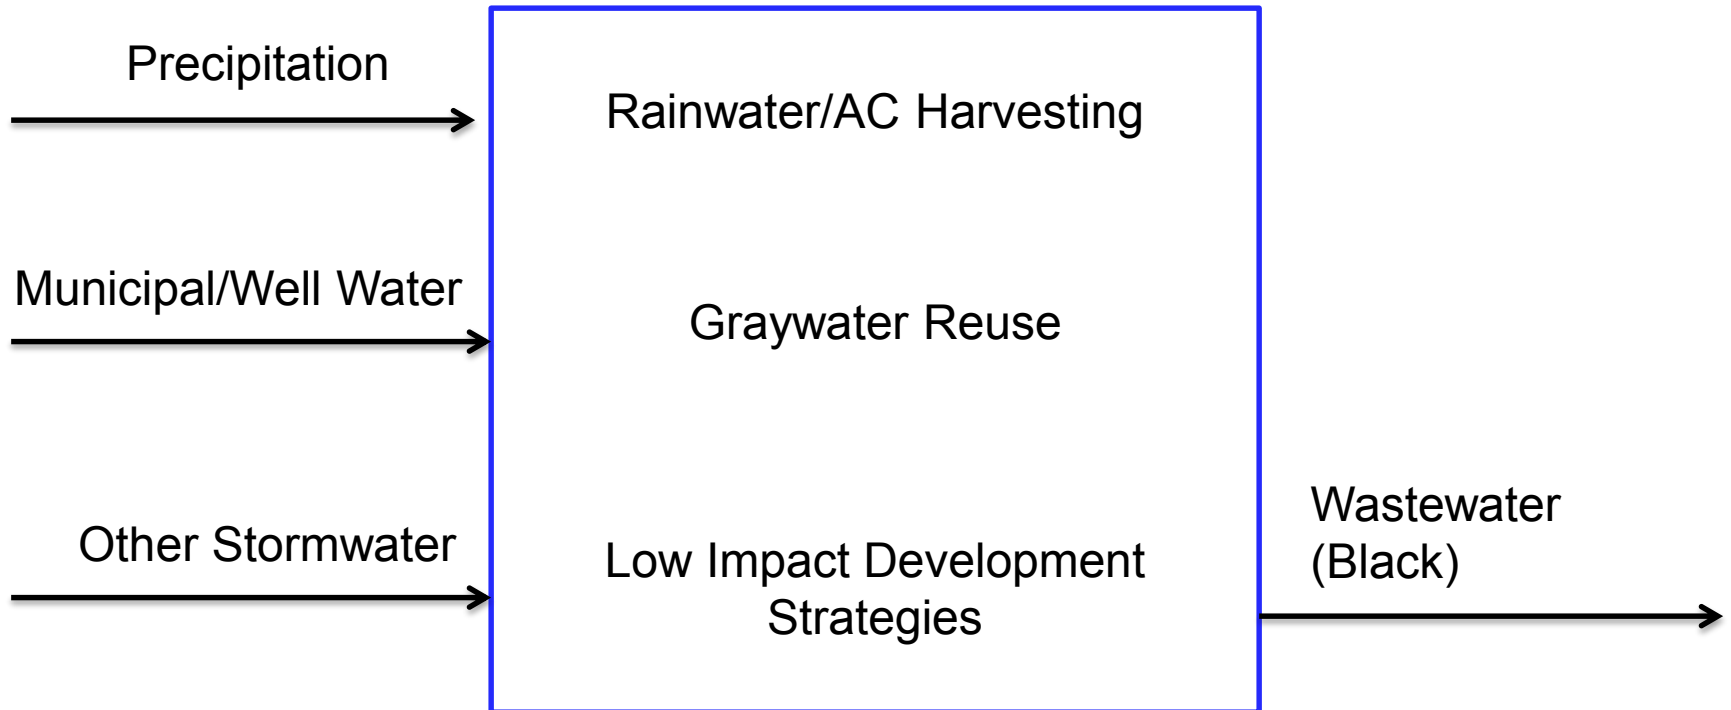 Precipitation
Rainwater/AC Harvesting
Municipal/Well Water
Graywater Reuse
Other Stormwater
Low Impact Development
Strategies
Wastewater
(Black)